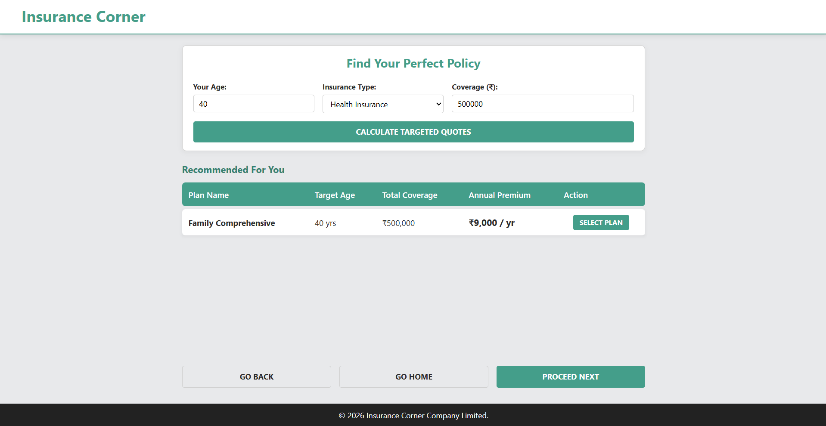 Insurance Corner
Find Your Perfect Policy
Your Age: Insurance Type: Coverage (₹):
40 Health Insurance 500000
CALCULATE TARGETED QUOTES
Recommended For You
Plan Name Target Age Total Coverage Annual Premium Action
Family Comprehensive 40 yrs ₹500,000 ₹9,000 / yr SELECT PLAN
GO BACK GO HOME PROCEED NEXT
© 2026 Insurance Corner Company Limited.